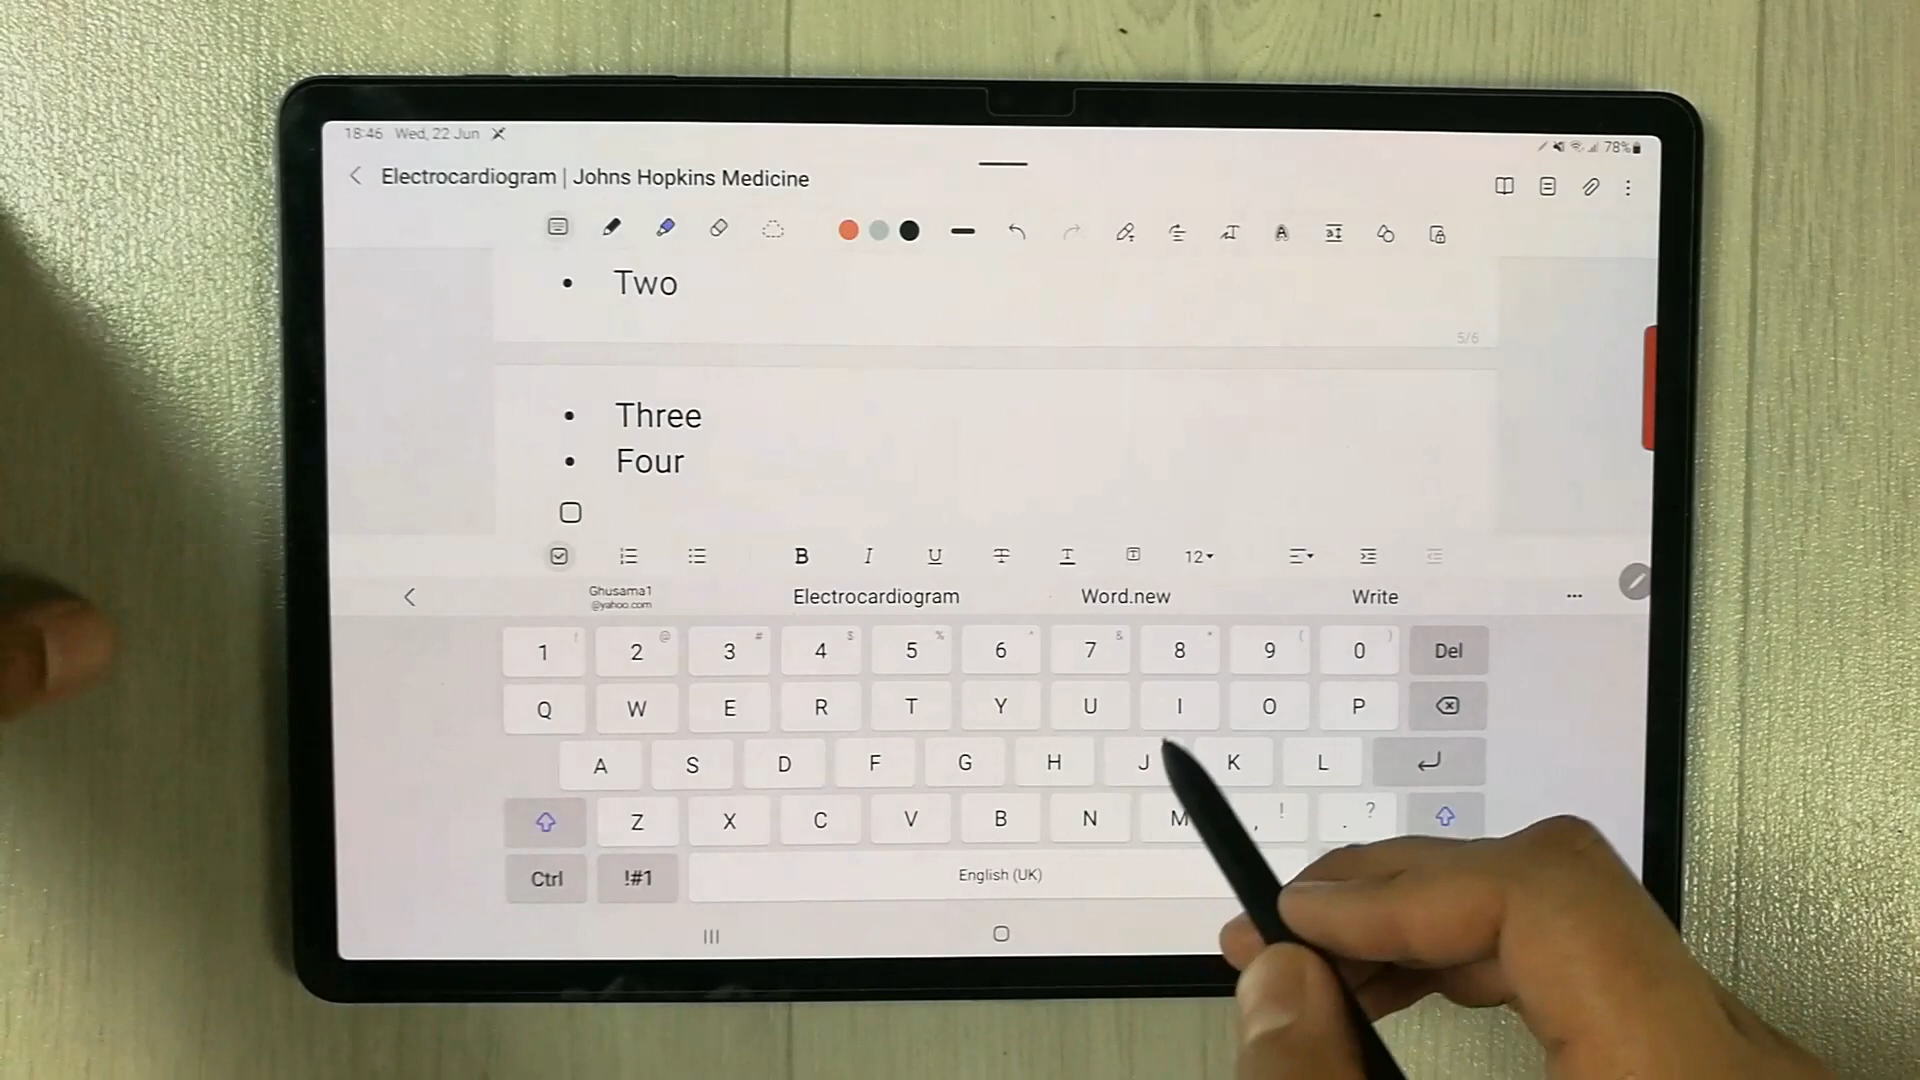 18:46 Wed, 22 Jun
78%
Electrocardiogram | Johns Hopkins Medicine
• Two
5/6
• Three
• Four
B I U T T T 12
Ghusama1
@yahoo.com
Electrocardiogram Word.new Write ...
1 ! 2 @ 3 # 4 $ 5 % 6 ^ 7 & 8 * 9 ( 0 ) Del
Q W E R T Y U I O P
A S D F G H J K L
Z X C V B N M , ! . ?
Ctrl !#1 English (UK)